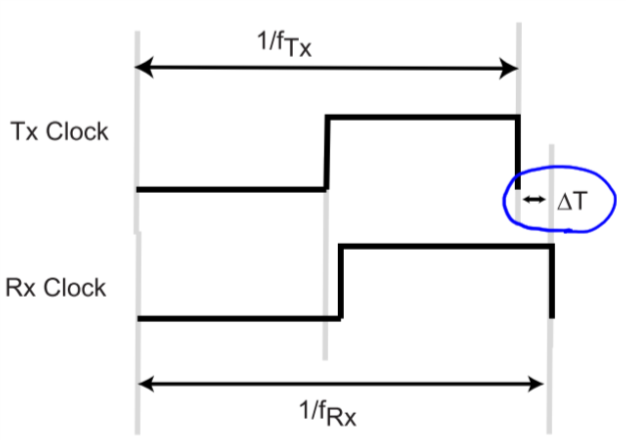 1/fTx
Tx Clock
ΔT
Rx Clock
1/fRx